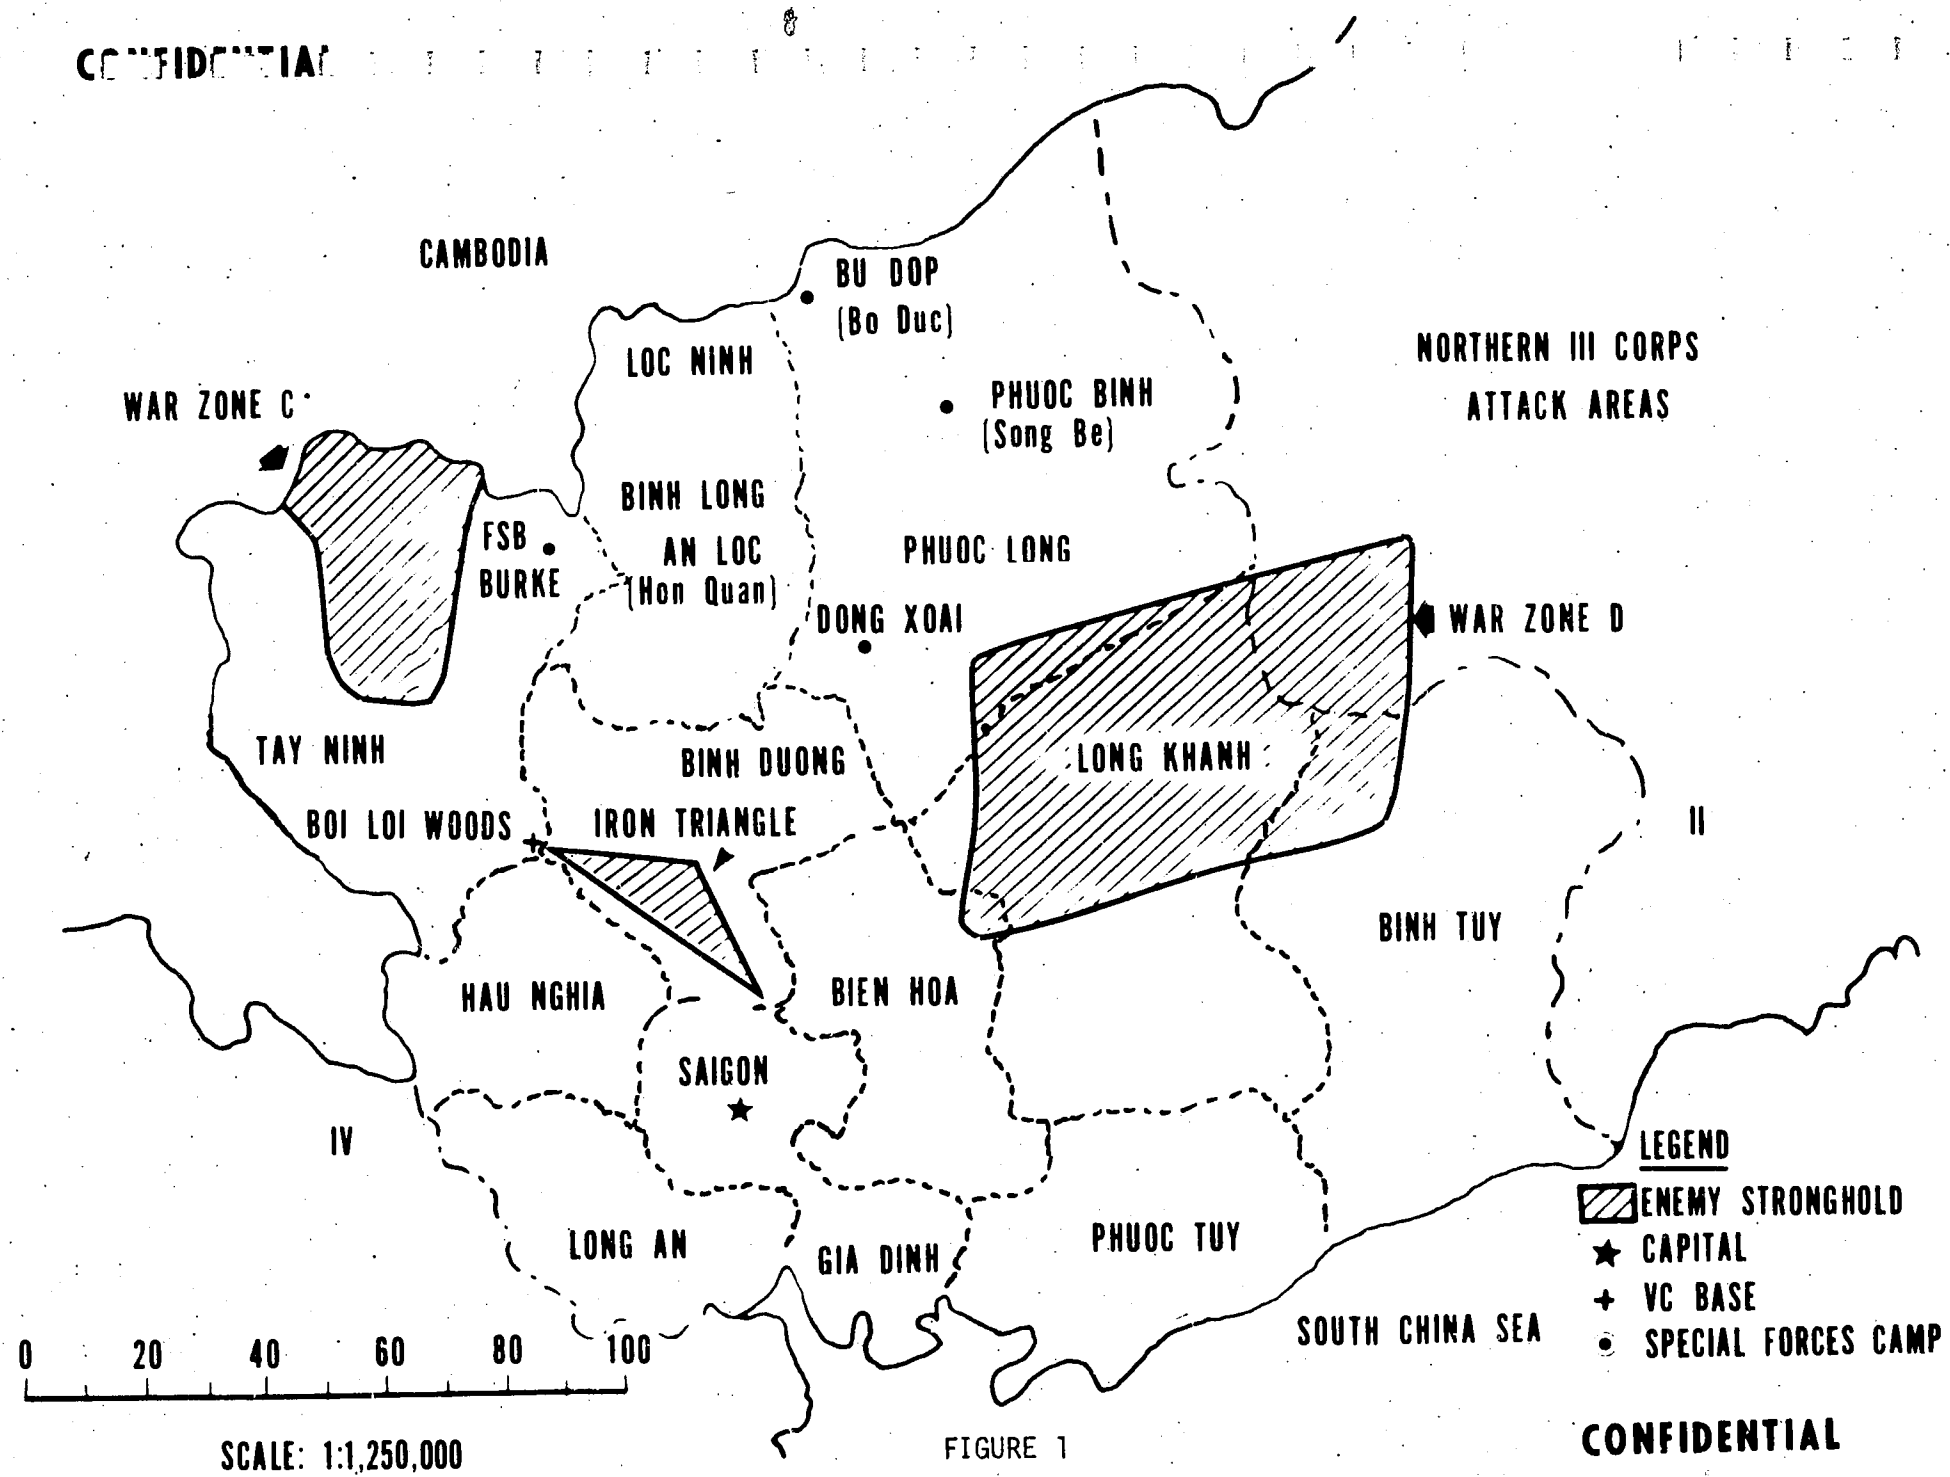 CONFIDENTIAL
CAMBODIA
BU DOP
(Bo Duc)
LOC NINH
NORTHERN III CORPS
ATTACK AREAS
WAR ZONE C
PHUOC BINH
(Song Be)
BINH LONG
FSB
BURKE
AN LOC
(Hon Quan)
PHUOC LONG
DONG XOAI
WAR ZONE D
TAY NINH
BINH DUONG
LONG KHANH
BOI LOI WOODS
IRON TRIANGLE
II
BINH TUY
HAU NGHIA
BIEN HOA
SAIGON
IV
LONG AN
GIA DINH
PHUOC TUY
SOUTH CHINA SEA
LEGEND
ENEMY STRONGHOLD
CAPITAL
VC BASE
SPECIAL FORCES CAMP
0 20 40 60 80 100
SCALE: 1:1,250,000
FIGURE 1
CONFIDENTIAL